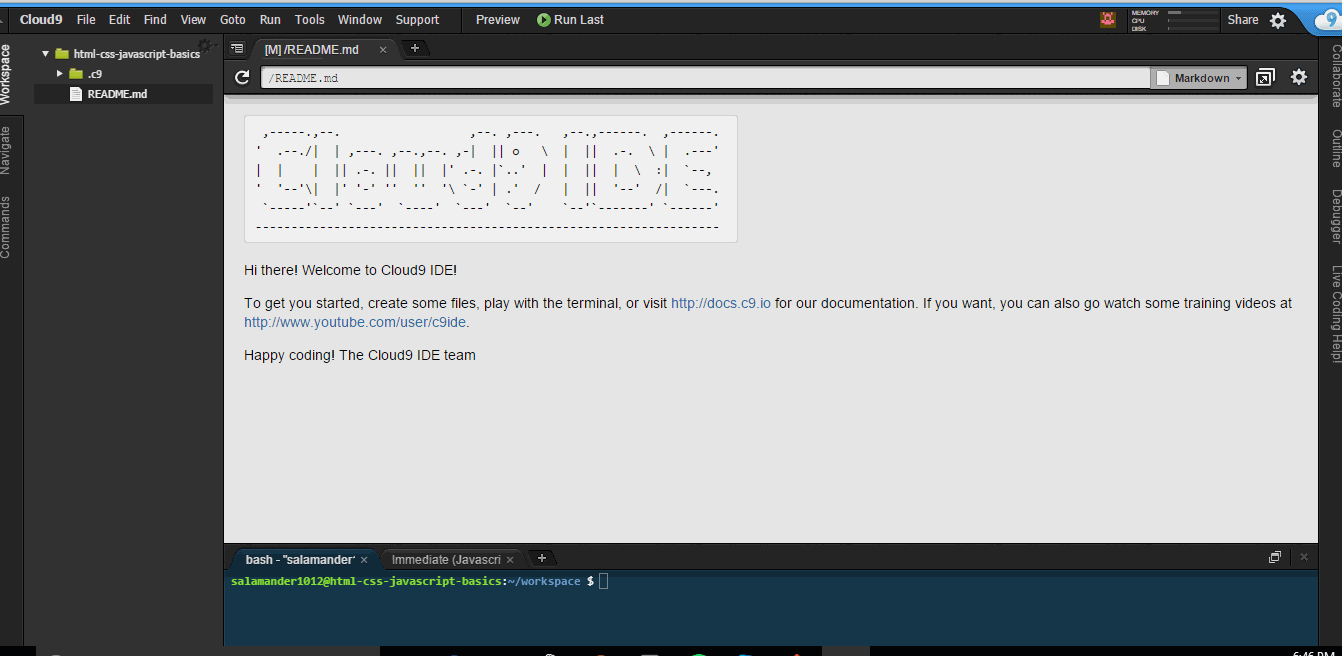 Cloud9 File Edit Find View Goto Run Tools Window Support Preview Run Last MEMORY CPU DISK Share
Workspace
Navigate
Commands
html-css-javascript-basics
.c9
README.md
[M] /README.md
/README.md
Markdown
Cloud9 IDE
Hi there! Welcome to Cloud9 IDE!
To get you started, create some files, play with the terminal, or visit http://docs.c9.io for our documentation. If you want, you can also go watch some training videos at
http://www.youtube.com/user/c9ide.
Happy coding! The Cloud9 IDE team
Collaborate
Outline
Debugger
Live Coding Help!
bash - "salamander
Immediate (Javascri
salamander1012@html-css-javascript-basics:~/workspace $
6:46 PM